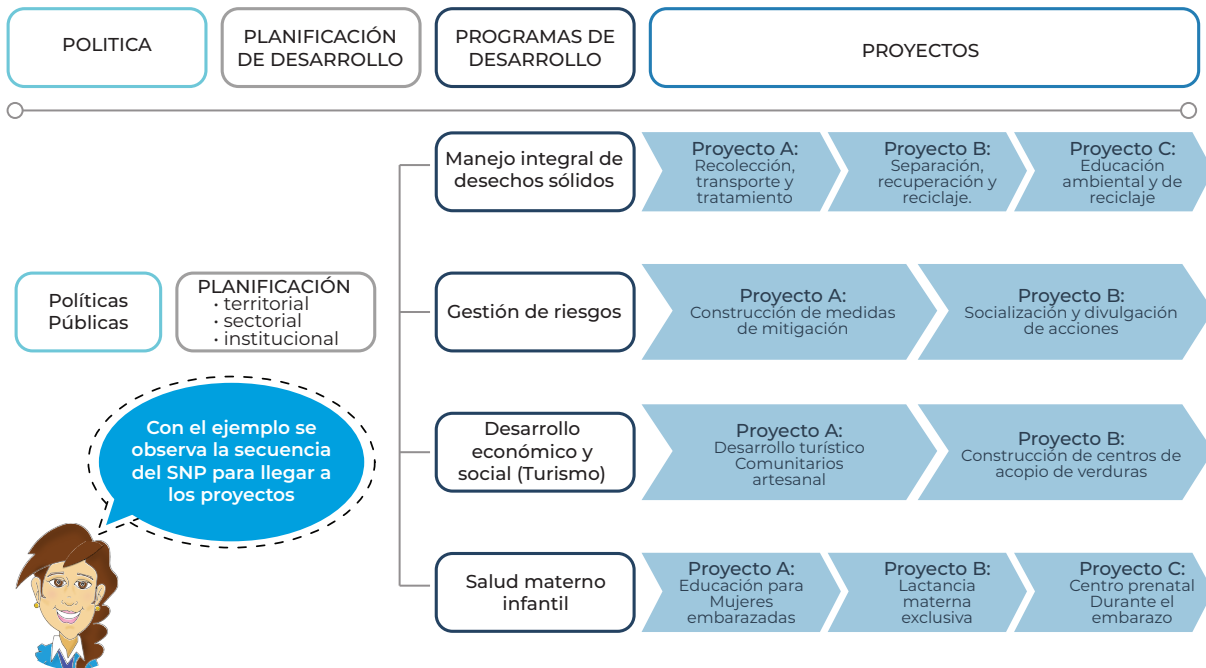 POLITICA
PLANIFICACIÓN
DE DESARROLLO
PROGRAMAS DE
DESARROLLO
PROYECTOS
Políticas
Públicas
PLANIFICACIÓN
· territorial
· sectorial
· institucional
Manejo integral de
desechos sólidos
Proyecto A:
Recolección,
transporte y
tratamiento
Proyecto B:
Separación,
recuperación y
reciclaje.
Proyecto C:
Educación
ambiental y de
reciclaje
Gestión de riesgos
Proyecto A:
Construcción de medidas
de mitigación
Proyecto B:
Socialización y divulgación
de acciones
Desarrollo
económico y
social (Turismo)
Proyecto A:
Desarrollo turístico
Comunitarios
artesanal
Proyecto B:
Construcción de centros de
acopio de verduras
Salud materno
infantil
Proyecto A:
Educación para
Mujeres
embarazadas
Proyecto B:
Lactancia
materna
exclusiva
Proyecto C:
Centro prenatal
Durante el
embarazo
Con el ejemplo se
observa la secuencia
del SNP para llegar a
los proyectos